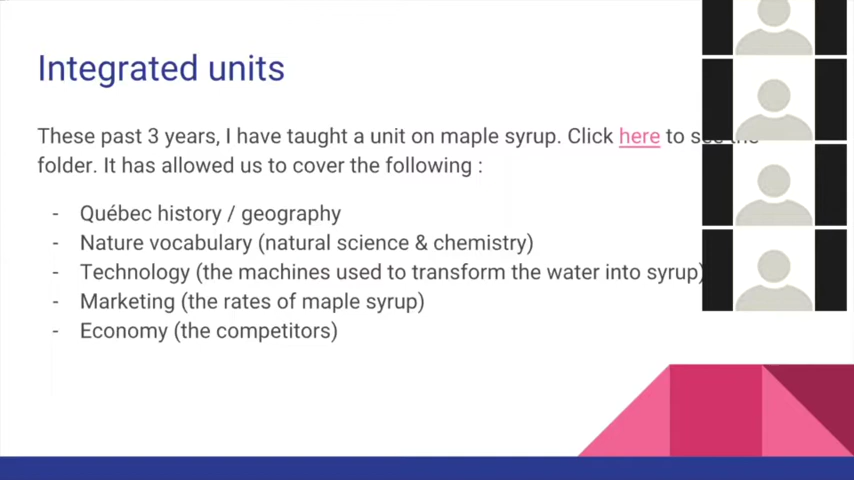 Integrated units
These past 3 years, I have taught a unit on maple syrup. Click here to see the
folder. It has allowed us to cover the following :
- Québec history / geography
- Nature vocabulary (natural science & chemistry)
- Technology (the machines used to transform the water into syrup)
- Marketing (the rates of maple syrup)
- Economy (the competitors)